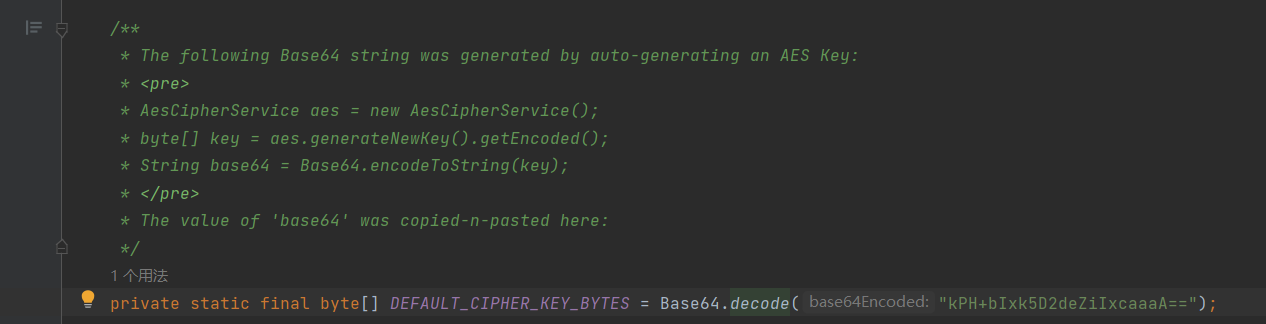 /**
* The following Base64 string was generated by auto-generating an AES Key:
* <pre>
* AesCipherService aes = new AesCipherService();
* byte[] key = aes.generateNewKey().getEncoded();
* String base64 = Base64.encodeToString(key);
* </pre>
* The value of 'base64' was copied-n-pasted here:
*/
1 个用法
private static final byte[] DEFAULT_CIPHER_KEY_BYTES = Base64.decode( base64Encoded: "kPH+bIxk5D2deZiIxcaaaA==");